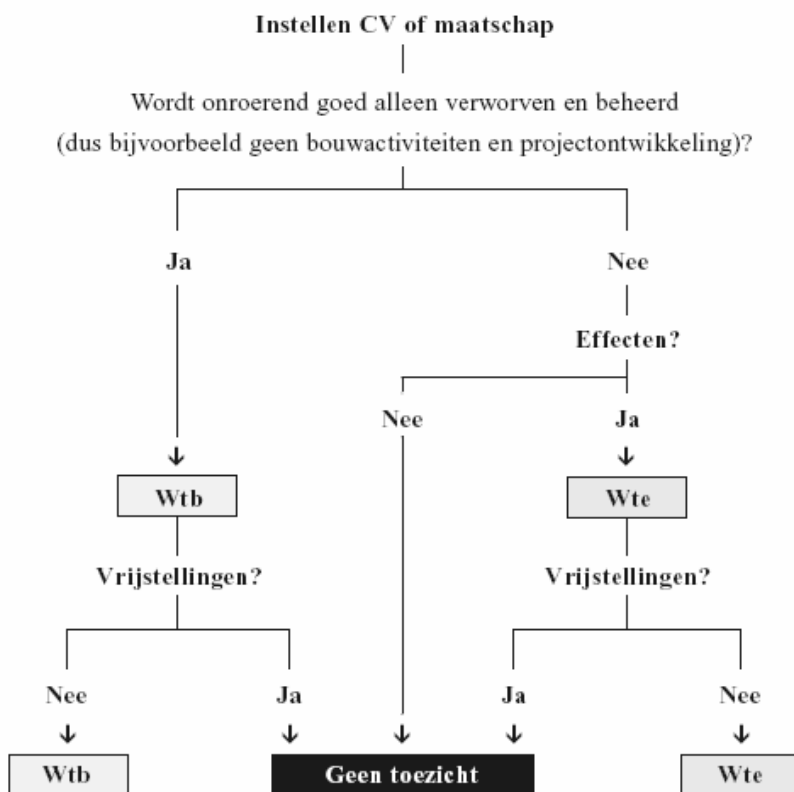 Instellen CV of maatschap
Wordt onroerend goed alleen verworven en beheerd
(dus bijvoorbeeld geen bouwactiviteiten en projectontwikkeling)?
Ja
Nee
Effecten?
Nee
Ja
Wtb
Wte
Vrijstellingen?
Vrijstellingen?
Nee
Ja
Ja
Nee
Wtb
Geen toezicht
Wte